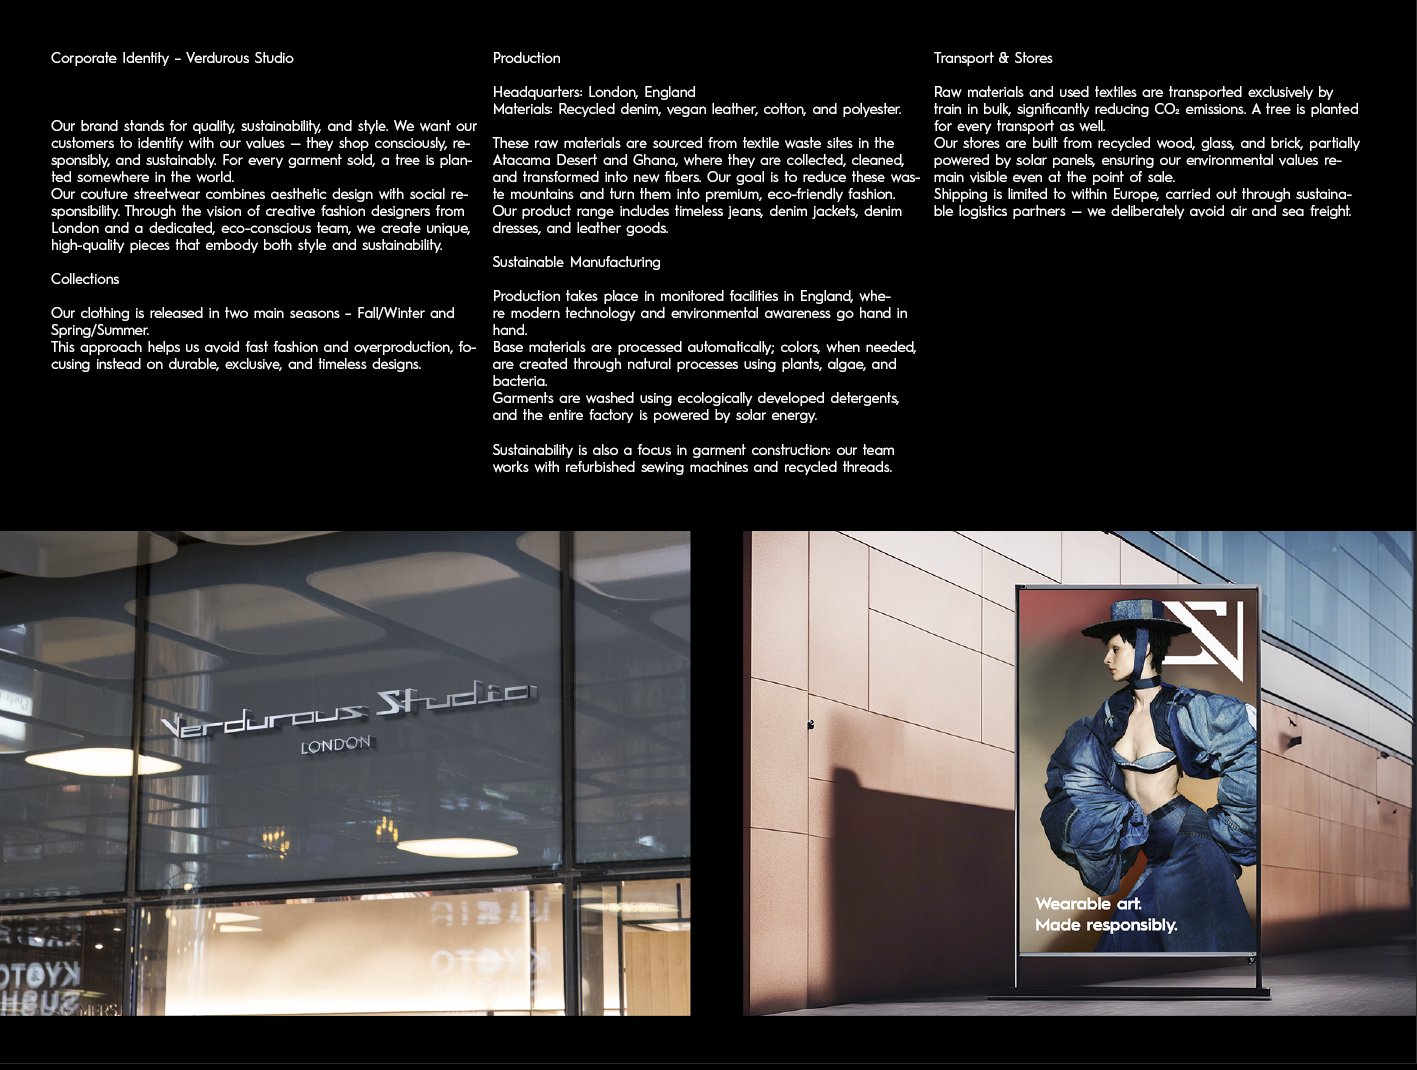 Corporate Identity – Verdurous Studio
Our brand stands for quality, sustainability, and style. We want our
customers to identify with our values — they shop consciously, re-
sponsibly, and sustainably. For every garment sold, a tree is plan-
ted somewhere in the world.
Our couture streetwear combines aesthetic design with social re-
sponsibility. Through the vision of creative fashion designers from
London and a dedicated, eco-conscious team, we create unique,
high-quality pieces that embody both style and sustainability.
Collections
Our clothing is released in two main seasons – Fall/Winter and
Spring/Summer.
This approach helps us avoid fast fashion and overproduction, fo-
cusing instead on durable, exclusive, and timeless designs.
Production
Headquarters: London, England
Materials: Recycled denim, vegan leather, cotton, and polyester.
These raw materials are sourced from textile waste sites in the
Atacama Desert and Ghana, where they are collected, cleaned,
and transformed into new fibers. Our goal is to reduce these was-
te mountains and turn them into premium, eco-friendly fashion.
Our product range includes timeless jeans, denim jackets, denim
dresses, and leather goods.
Sustainable Manufacturing
Production takes place in monitored facilities in England, whe-
re modern technology and environmental awareness go hand in
hand.
Base materials are processed automatically; colors, when needed,
are created through natural processes using plants, algae, and
bacteria.
Garments are washed using ecologically developed detergents,
and the entire factory is powered by solar energy.
Sustainability is also a focus in garment construction: our team
works with refurbished sewing machines and recycled threads.
Transport & Stores
Raw materials and used textiles are transported exclusively by
train in bulk, significantly reducing CO₂ emissions. A tree is planted
for every transport as well.
Our stores are built from recycled wood, glass, and brick, partially
powered by solar panels, ensuring our environmental values re-
main visible even at the point of sale.
Shipping is limited to within Europe, carried out through sustaina-
ble logistics partners — we deliberately avoid air and sea freight.
Verdurous Studio
LONDON
KYOTO
SUSHI
KYOTO
Wearable art.
Made responsibly.